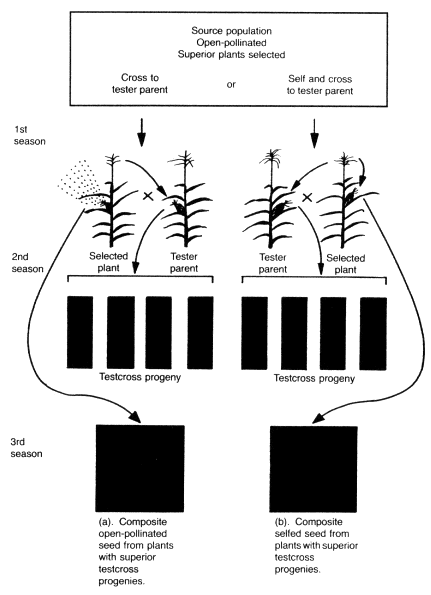 Source population
Open-pollinated
Superior plants selected
Cross to
tester parent
or
Self and cross
to tester parent
1st
season
×
×
Selected
plant
Tester
parent
Tester
parent
Selected
plant
2nd
season
Testcross progeny
Testcross progeny
3rd
season
(a). Composite
open-pollinated
seed from plants
with superior
testcross
progenies.
(b). Composite
selfed seed from
plants with superior
testcross
progenies.